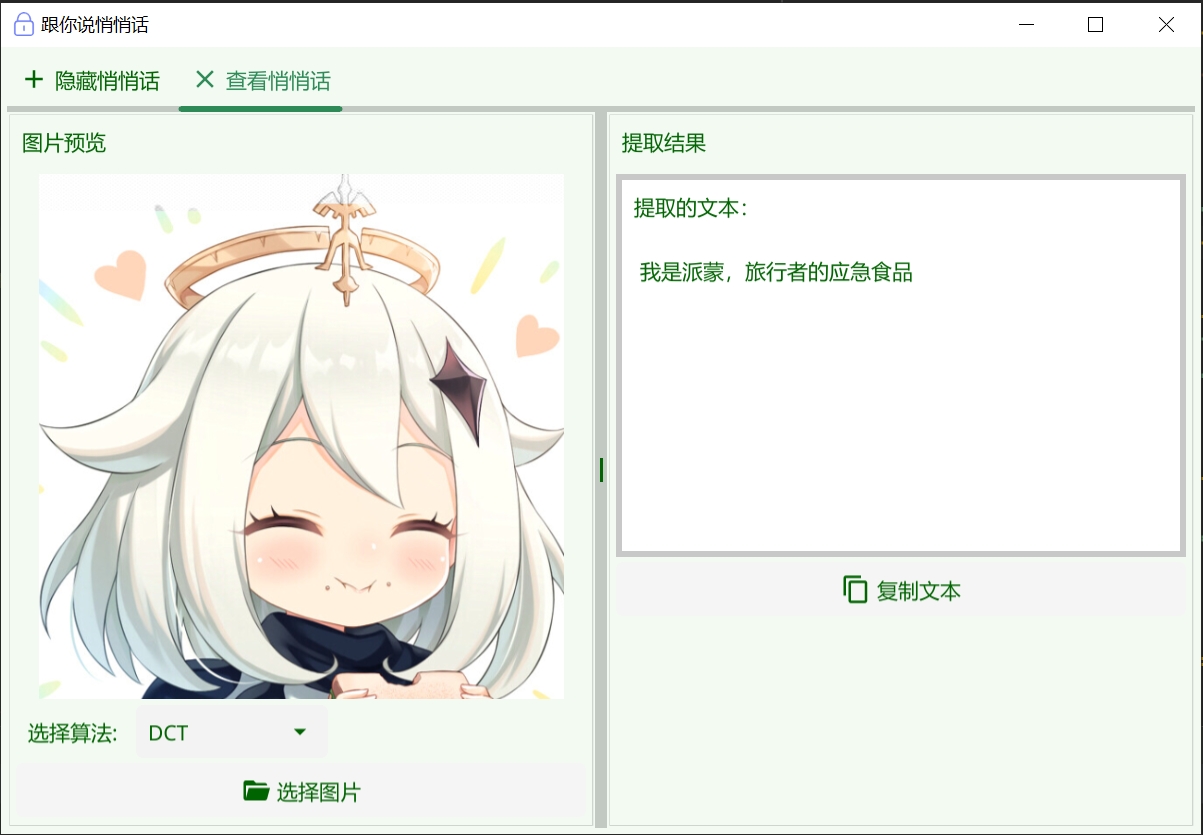 跟你说悄悄话
隐藏悄悄话
查看悄悄话
图片预览
选择算法:
DCT
选择图片
提取结果
提取的文本：
我是派蒙，旅行者的应急食品
复制文本